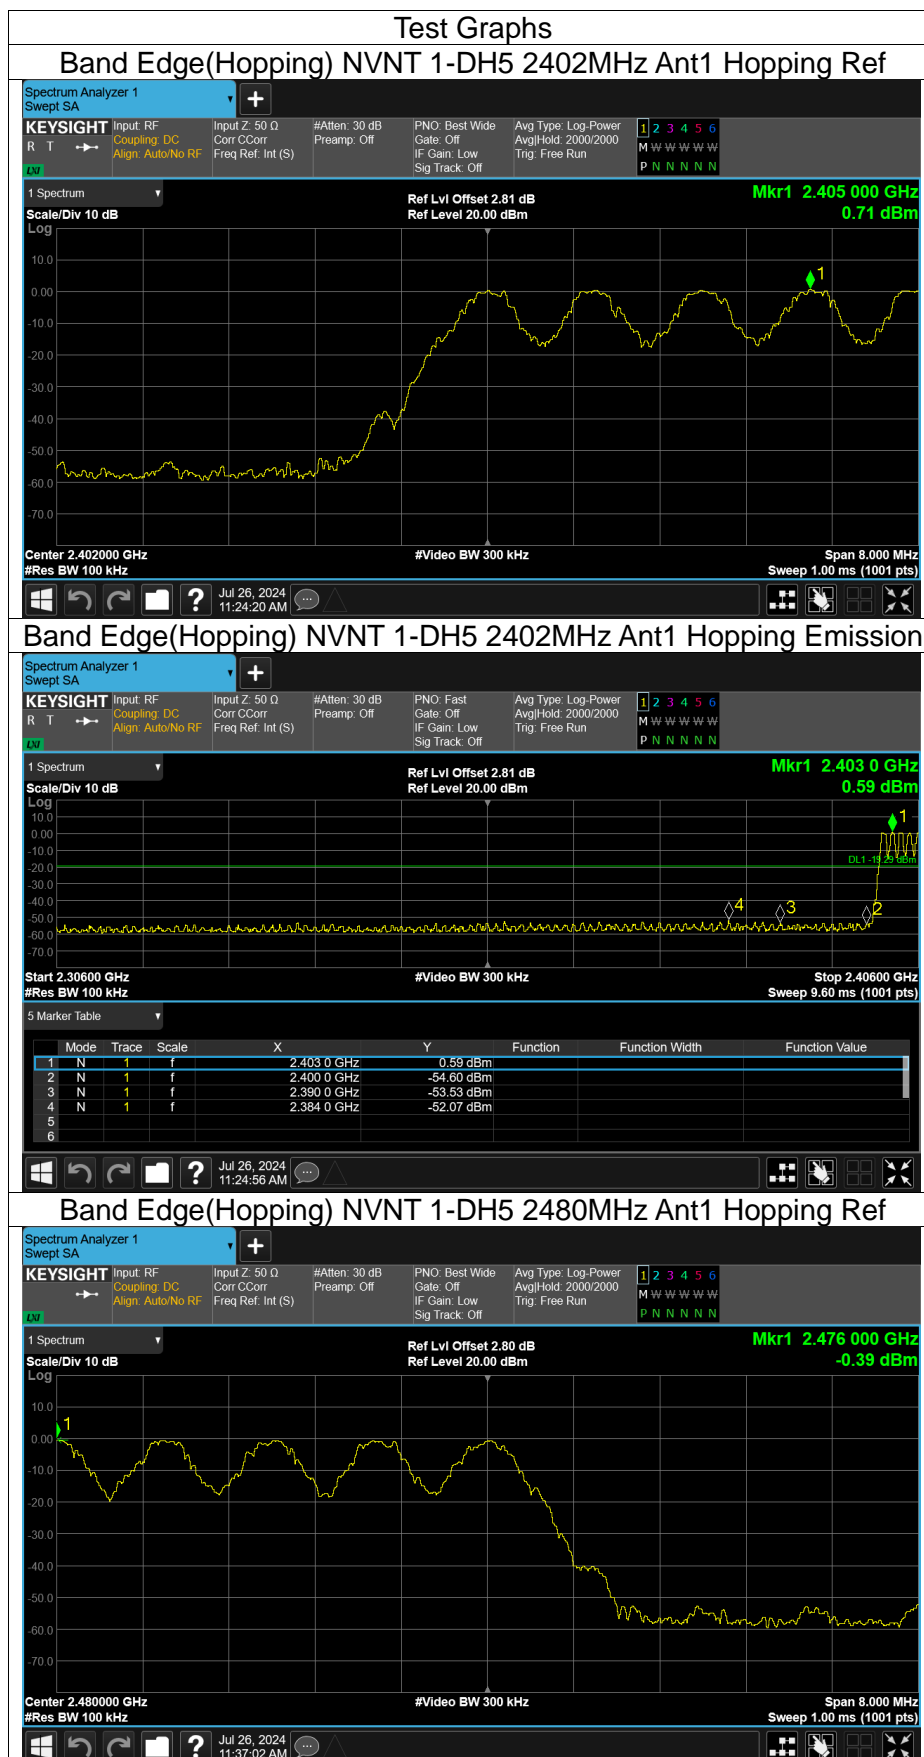 Test Graphs
Band Edge(Hopping) NVNT 1-DH5 2402MHz Ant1 Hopping Ref
Spectrum Analyzer 1
Swept SA
KEYSIGHT
R T
LXI
Input: RF
Coupling: DC
Align: Auto/No RF
Input Z: 50 Ω
Corr CCorr
Freq Ref: Int (S)
#Atten: 30 dB
Preamp: Off
PNO: Best Wide
Gate: Off
IF Gain: Low
Sig Track: Off
Avg Type: Log-Power
Avg|Hold: 2000/2000
Trig: Free Run
1 2 3 4 5 6
M W W W W W
P N N N N N
1 Spectrum
Scale/Div 10 dB
Ref Lvl Offset 2.81 dB
Ref Level 20.00 dBm
Mkr1 2.405 000 GHz
0.71 dBm
Log
10.0
0.00
-10.0
-20.0
-30.0
-40.0
-50.0
-60.0
-70.0
1
Center 2.402000 GHz
#Res BW 100 kHz
#Video BW 300 kHz
Span 8.000 MHz
Sweep 1.00 ms (1001 pts)
Jul 26, 2024
11:24:20 AM
Band Edge(Hopping) NVNT 1-DH5 2402MHz Ant1 Hopping Emission
Spectrum Analyzer 1
Swept SA
KEYSIGHT
R T
LXI
Input: RF
Coupling: DC
Align: Auto/No RF
Input Z: 50 Ω
Corr CCorr
Freq Ref: Int (S)
#Atten: 30 dB
Preamp: Off
PNO: Fast
Gate: Off
IF Gain: Low
Sig Track: Off
Avg Type: Log-Power
Avg|Hold: 2000/2000
Trig: Free Run
1 2 3 4 5 6
M W W W W W
P N N N N N
1 Spectrum
Scale/Div 10 dB
Ref Lvl Offset 2.81 dB
Ref Level 20.00 dBm
Mkr1 2.403 0 GHz
0.59 dBm
Log
10.0
0.00
-10.0
-20.0
-30.0
-40.0
-50.0
-60.0
-70.0
1
DL1 -19.29 dBm
4 3 2
Start 2.30600 GHz
#Res BW 100 kHz
#Video BW 300 kHz
Stop 2.40600 GHz
Sweep 9.60 ms (1001 pts)
5 Marker Table
Mode Trace Scale X Y Function Function Width Function Value
1 N 1 f 2.403 0 GHz 0.59 dBm
2 N 1 f 2.400 0 GHz -54.60 dBm
3 N 1 f 2.390 0 GHz -53.53 dBm
4 N 1 f 2.384 0 GHz -52.07 dBm
5
6
Jul 26, 2024
11:24:56 AM
Band Edge(Hopping) NVNT 1-DH5 2480MHz Ant1 Hopping Ref
Spectrum Analyzer 1
Swept SA
KEYSIGHT
LXI
Input: RF
Coupling: DC
Align: Auto/No RF
Input Z: 50 Ω
Corr CCorr
Freq Ref: Int (S)
#Atten: 30 dB
Preamp: Off
PNO: Best Wide
Gate: Off
IF Gain: Low
Sig Track: Off
Avg Type: Log-Power
Avg|Hold: 2000/2000
Trig: Free Run
1 2 3 4 5 6
M W W W W W
P N N N N N
1 Spectrum
Scale/Div 10 dB
Ref Lvl Offset 2.80 dB
Ref Level 20.00 dBm
Mkr1 2.476 000 GHz
-0.39 dBm
Log
10.0
0.00
-10.0
-20.0
-30.0
-40.0
-50.0
-60.0
-70.0
1
Center 2.480000 GHz
#Res BW 100 kHz
#Video BW 300 kHz
Span 8.000 MHz
Sweep 1.00 ms (1001 pts)
Jul 26, 2024
11:37:02 AM